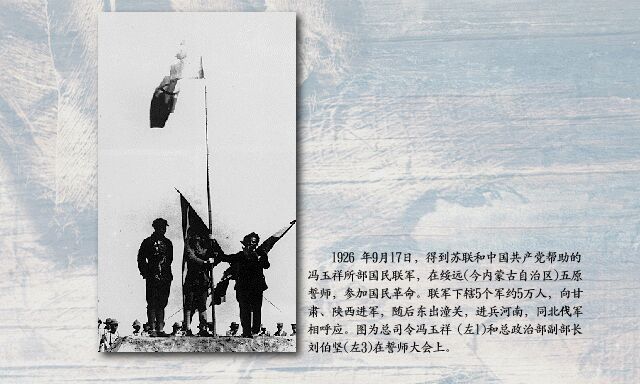 1926 年9月17日，得到苏联和中国共产党帮助的
冯玉祥所部国民联军，在绥远(今内蒙古自治区)五原
誓师，参加国民革命。联军下辖5个军约5万人，向甘
肃、陕西进军，随后东出潼关，进兵河南，同北伐军
相呼应。图为总司令冯玉祥 (左1)和总政治部副部长
刘伯坚(左3)在誓师大会上。